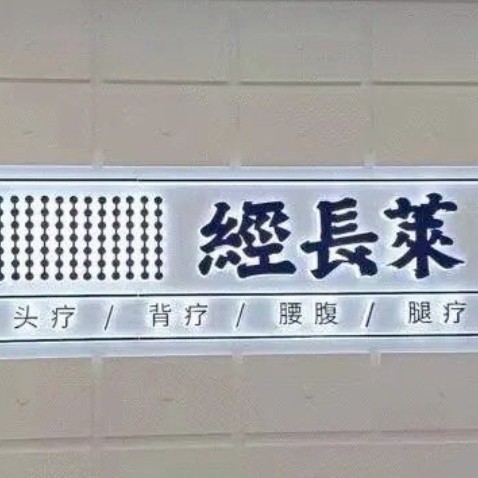 經長萊
头疗 / 背疗 / 腰腹 / 腿疗